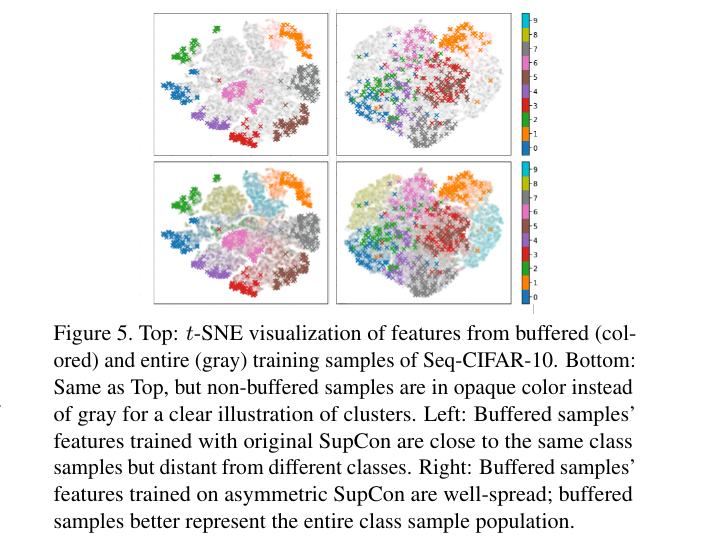 9
8
7
6
5
4
3
2
1
0
9
8
7
6
5
4
3
2
1
0
Figure 5. Top: t-SNE visualization of features from buffered (col-
ored) and entire (gray) training samples of Seq-CIFAR-10. Bottom:
Same as Top, but non-buffered samples are in opaque color instead
of gray for a clear illustration of clusters. Left: Buffered samples'
features trained with original SupCon are close to the same class
samples but distant from different classes. Right: Buffered samples'
features trained on asymmetric SupCon are well-spread; buffered
samples better represent the entire class sample population.